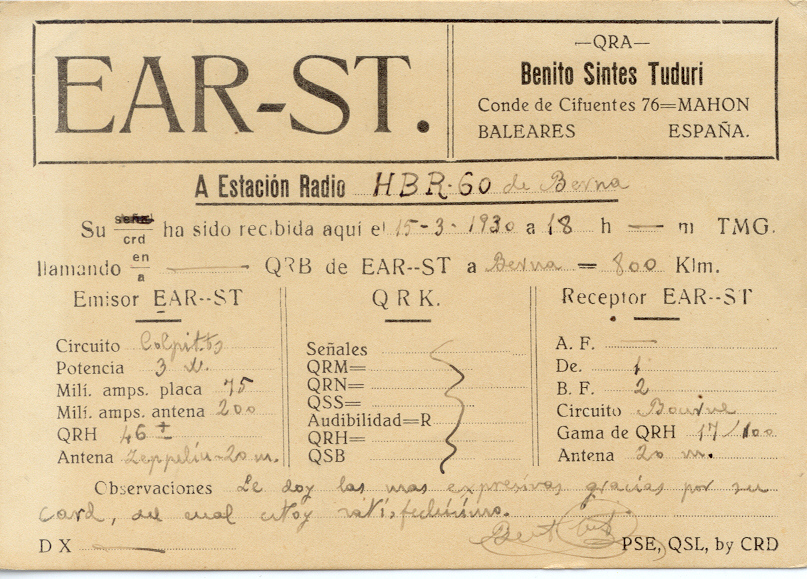 EAR-ST.
—QRA—
Benito Sintes Tuduri
Conde de Cifuentes 76=MAHON
BALEARES ESPAÑA.
A Estación Radio HBR-60 de Berna
Su señal/crd ha sido recibida aquí el 15-3-1930 a 18 h — m TMG.
llamando en/a — QRB de EAR--ST a Berna = 800 Klm.
Emisor EAR--ST
Circuito Colpitts
Potencia 3 w.
Milí. amps. placa 75
Milí. amps. antena 200
QRH 46 ±
Antena Zeppelin-20 m.
QRK.
Señales
QRM=
QRN=
QSS=
Audibilidad=R
QRH=
QSB
Receptor EAR--ST
A. F. —
De. 1
B. F. 2
Circuito Bourne
Gama de QRH 17/100
Antena 20 m.
Observaciones Le doy las mas expresivas gracias por su
card, del cual estoy satisfechísimo.
D X —
PSE, QSL, by CRD